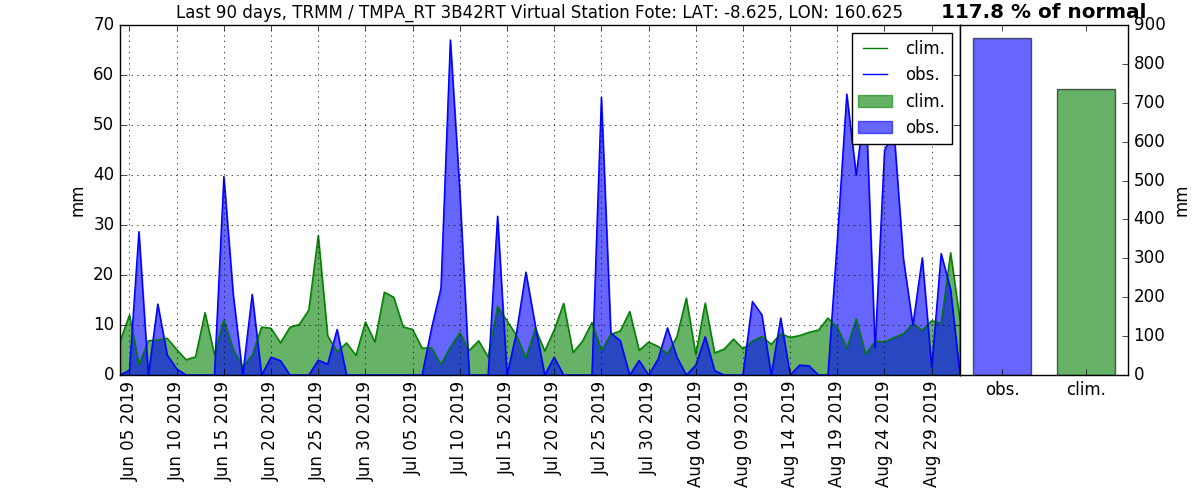 Last 90 days, TRMM / TMPA_RT 3B42RT Virtual Station Fote: LAT: -8.625, LON: 160.625
117.8 % of normal
70
60
50
40
30
20
10
0
mm
clim.
obs.
clim.
obs.
Jun 05 2019
Jun 10 2019
Jun 15 2019
Jun 20 2019
Jun 25 2019
Jun 30 2019
Jul 05 2019
Jul 10 2019
Jul 15 2019
Jul 20 2019
Jul 25 2019
Jul 30 2019
Aug 04 2019
Aug 09 2019
Aug 14 2019
Aug 19 2019
Aug 24 2019
Aug 29 2019
900
800
700
600
500
400
300
200
100
0
mm
obs.
clim.